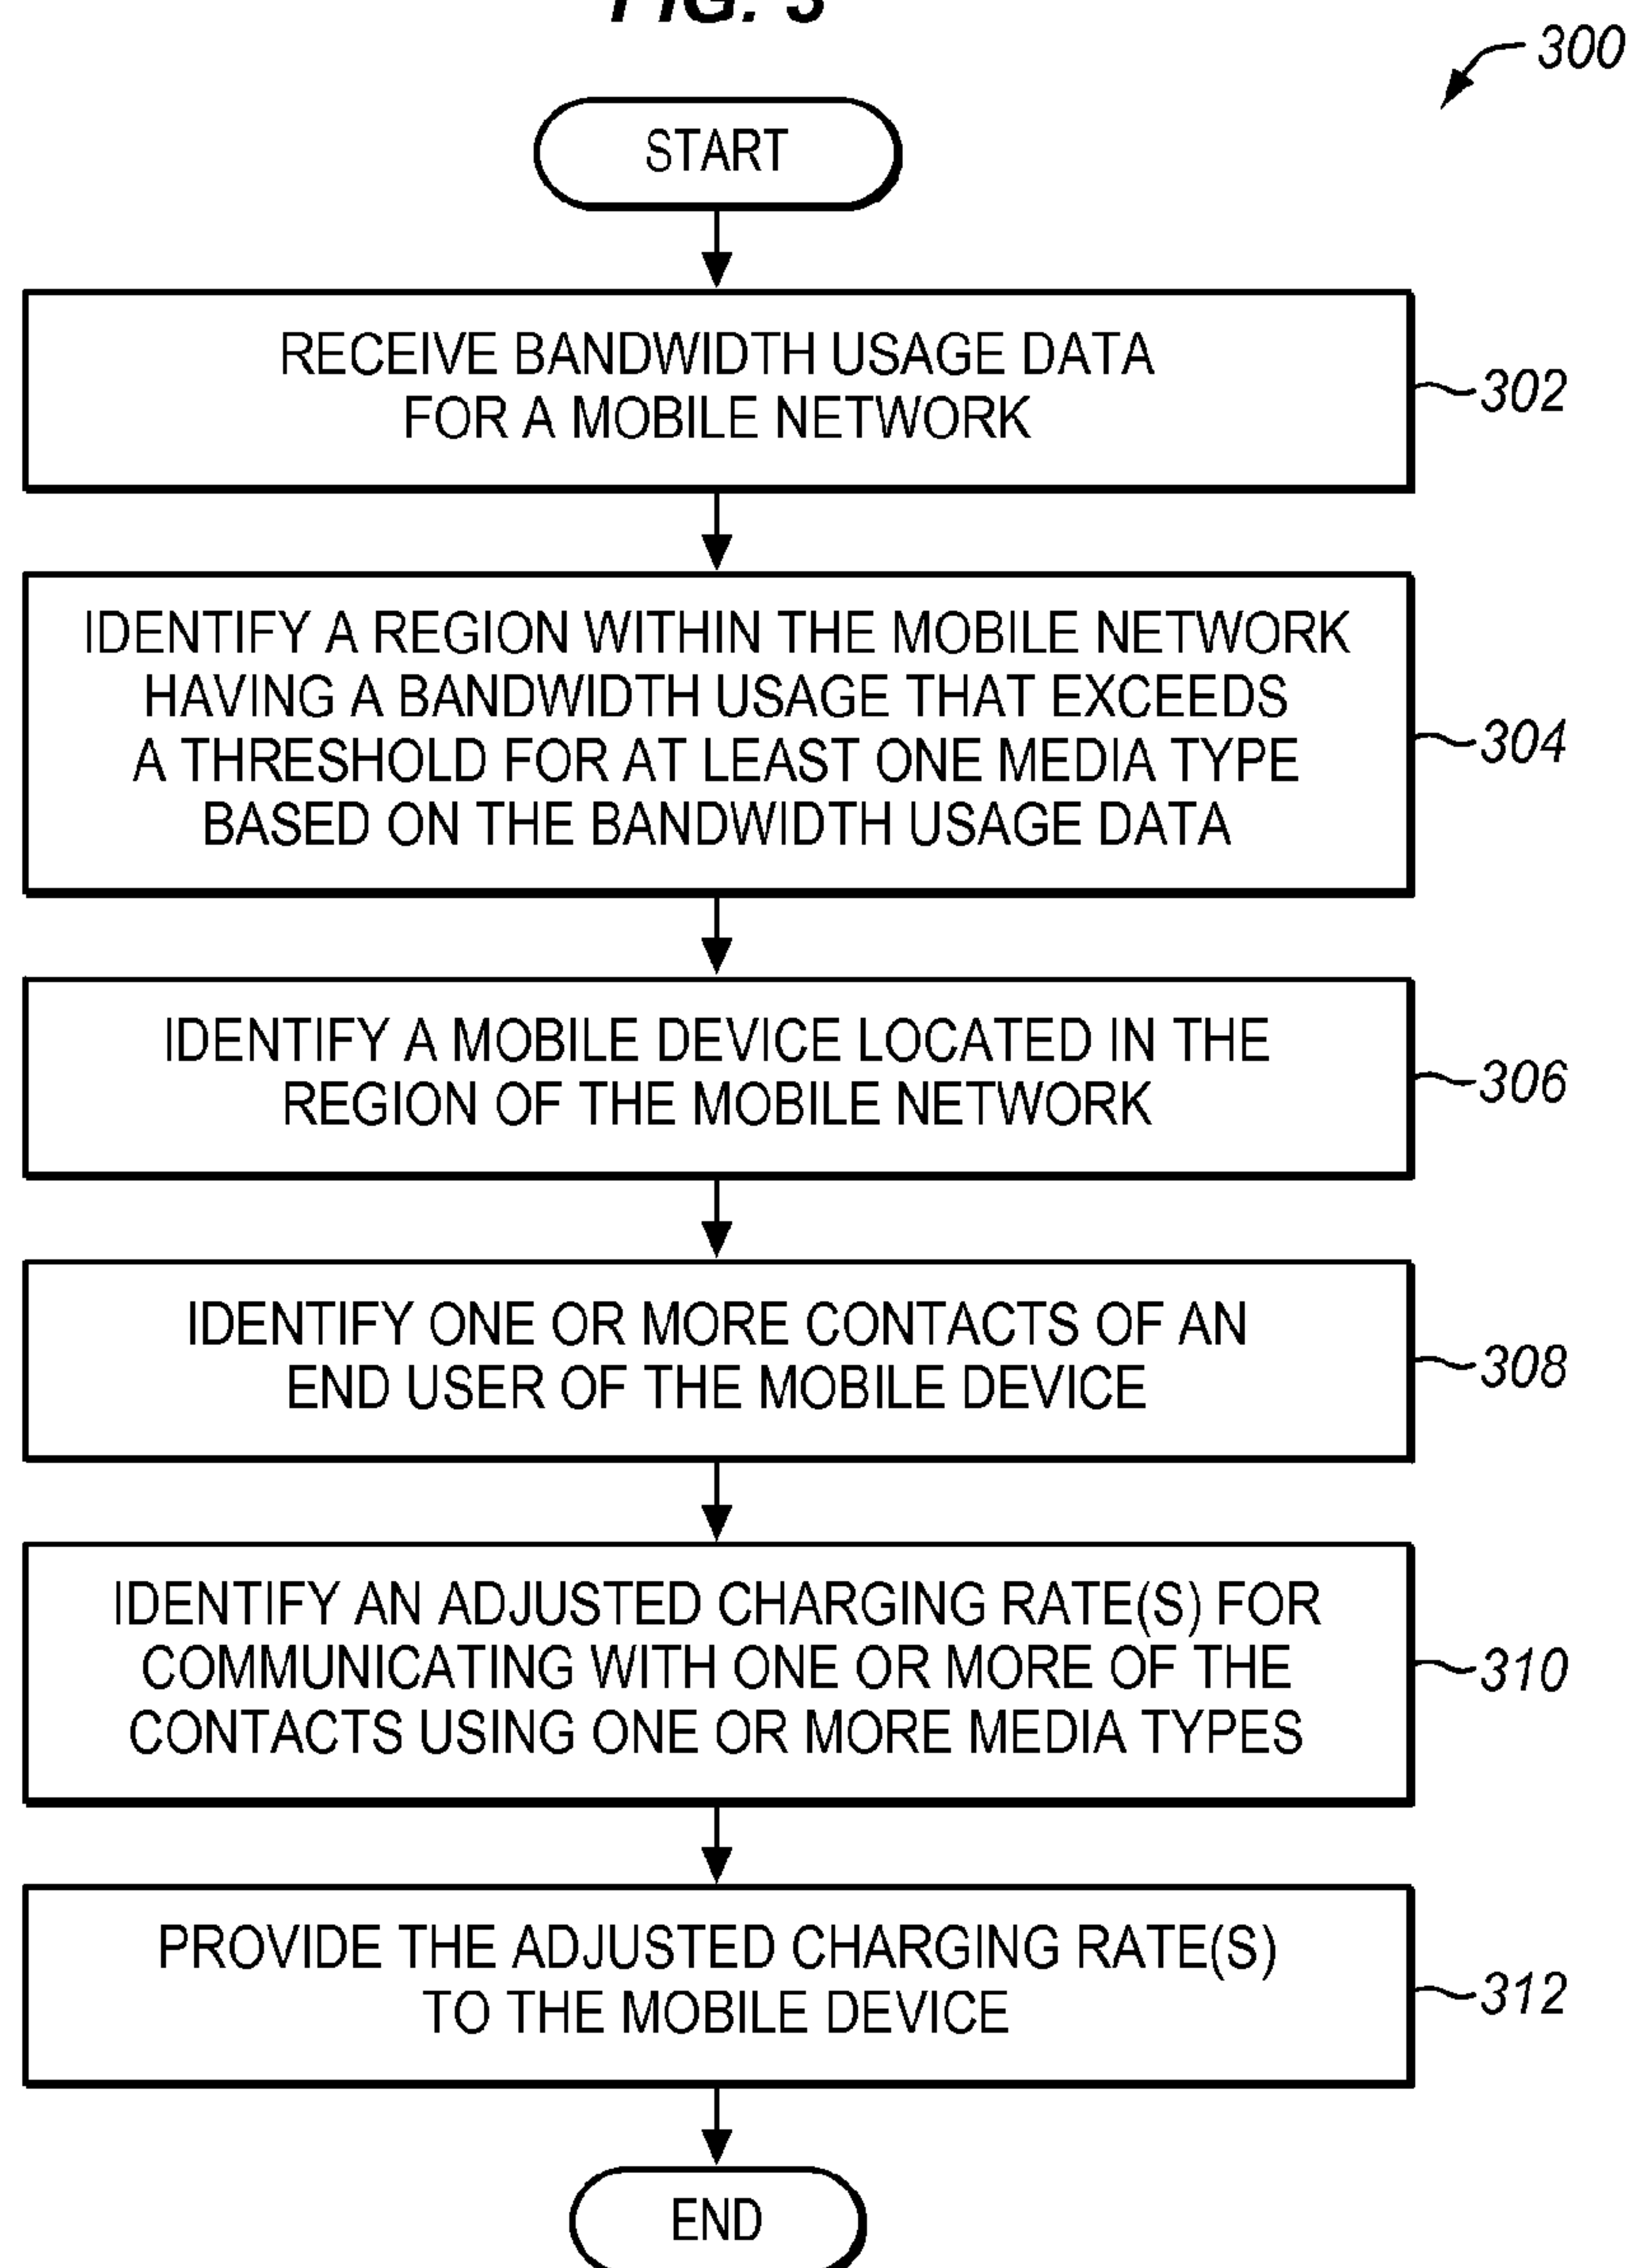 FIG. 3
300
START
RECEIVE BANDWIDTH USAGE DATA
FOR A MOBILE NETWORK
302
IDENTIFY A REGION WITHIN THE MOBILE NETWORK
HAVING A BANDWIDTH USAGE THAT EXCEEDS
A THRESHOLD FOR AT LEAST ONE MEDIA TYPE
BASED ON THE BANDWIDTH USAGE DATA
304
IDENTIFY A MOBILE DEVICE LOCATED IN THE
REGION OF THE MOBILE NETWORK
306
IDENTIFY ONE OR MORE CONTACTS OF AN
END USER OF THE MOBILE DEVICE
308
IDENTIFY AN ADJUSTED CHARGING RATE(S) FOR
COMMUNICATING WITH ONE OR MORE OF THE
CONTACTS USING ONE OR MORE MEDIA TYPES
310
PROVIDE THE ADJUSTED CHARGING RATE(S)
TO THE MOBILE DEVICE
312
END